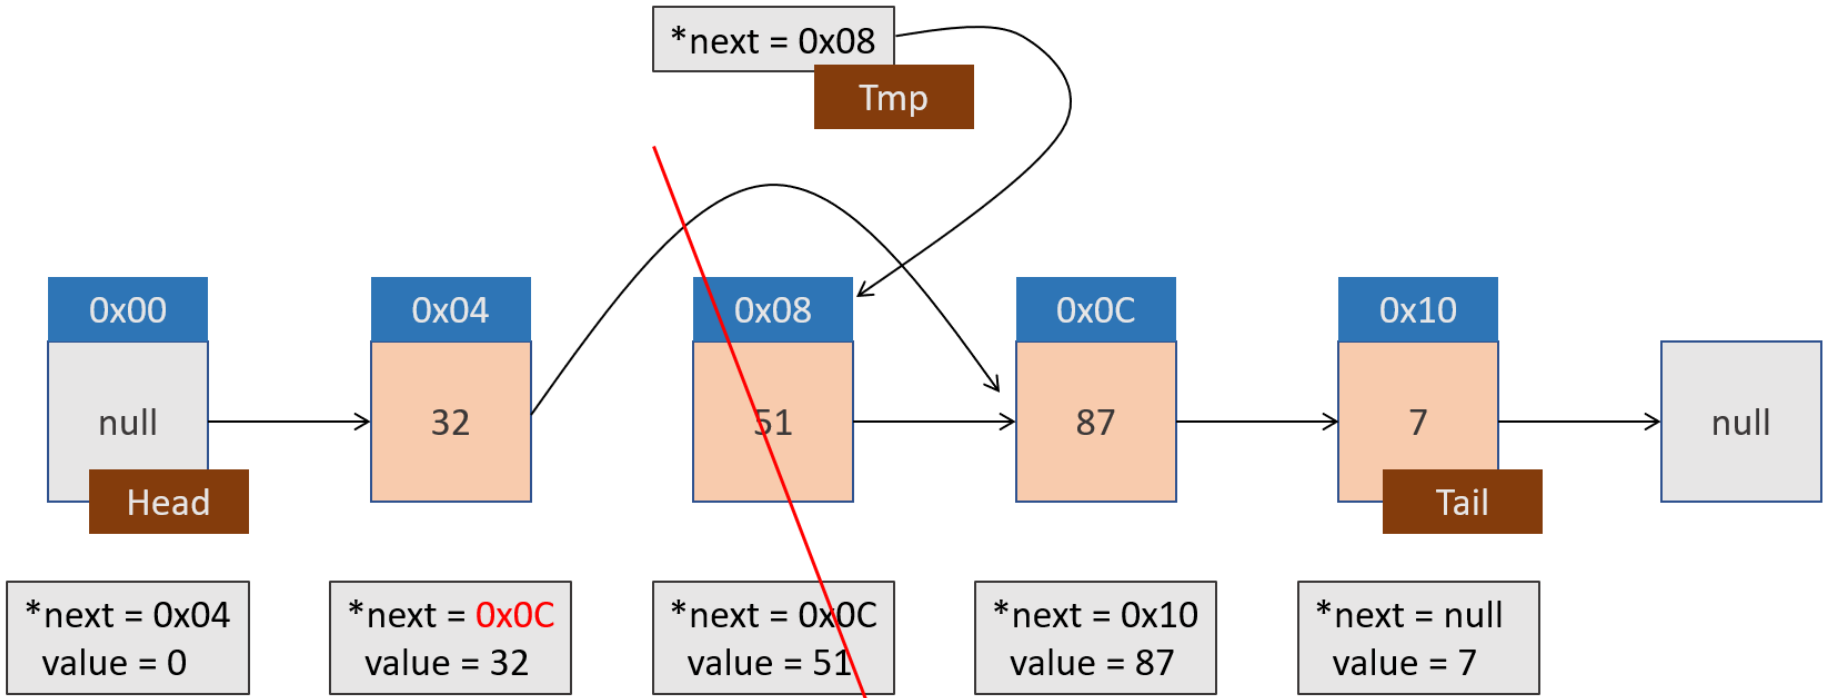 *next = 0x08
Tmp
0x00
0x04
0x08
0x0C
0x10
null
32
51
87
7
null
Head
Tail
*next = 0x04
value = 0
*next = 0x0C
value = 32
*next = 0x0C
value = 51
*next = 0x10
value = 87
*next = null
value = 7